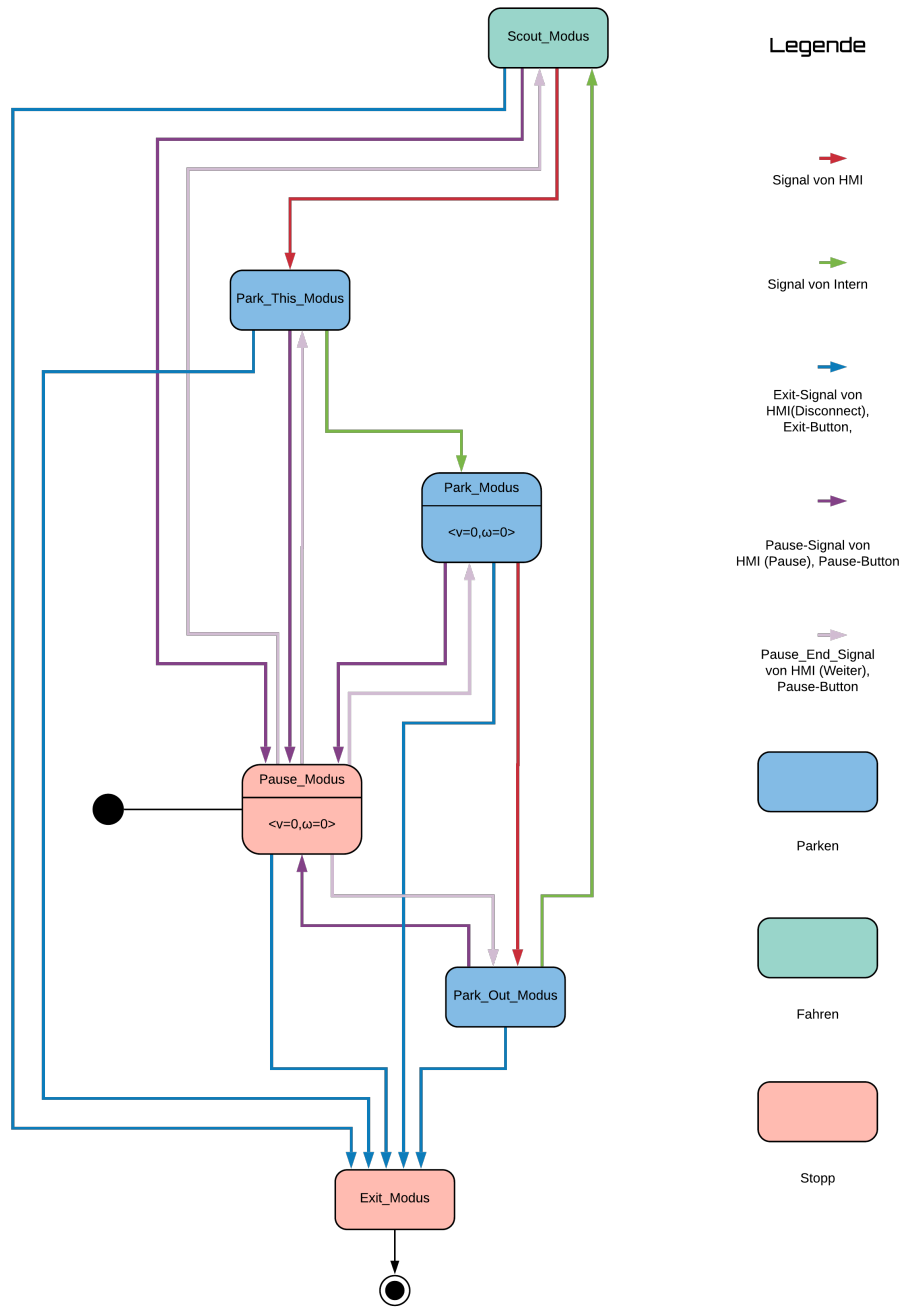 Scout_Modus
Legende
Signal von HMI
Signal von Intern
Park_This_Modus
Exit-Signal von
HMI(Disconnect),
Exit-Button,
Park_Modus
<v=0,ω=0>
Pause-Signal von
HMI (Pause), Pause-Button
Pause_End_Signal
von HMI (Weiter),
Pause-Button
Pause_Modus
<v=0,ω=0>
Parken
Park_Out_Modus
Fahren
Stopp
Exit_Modus